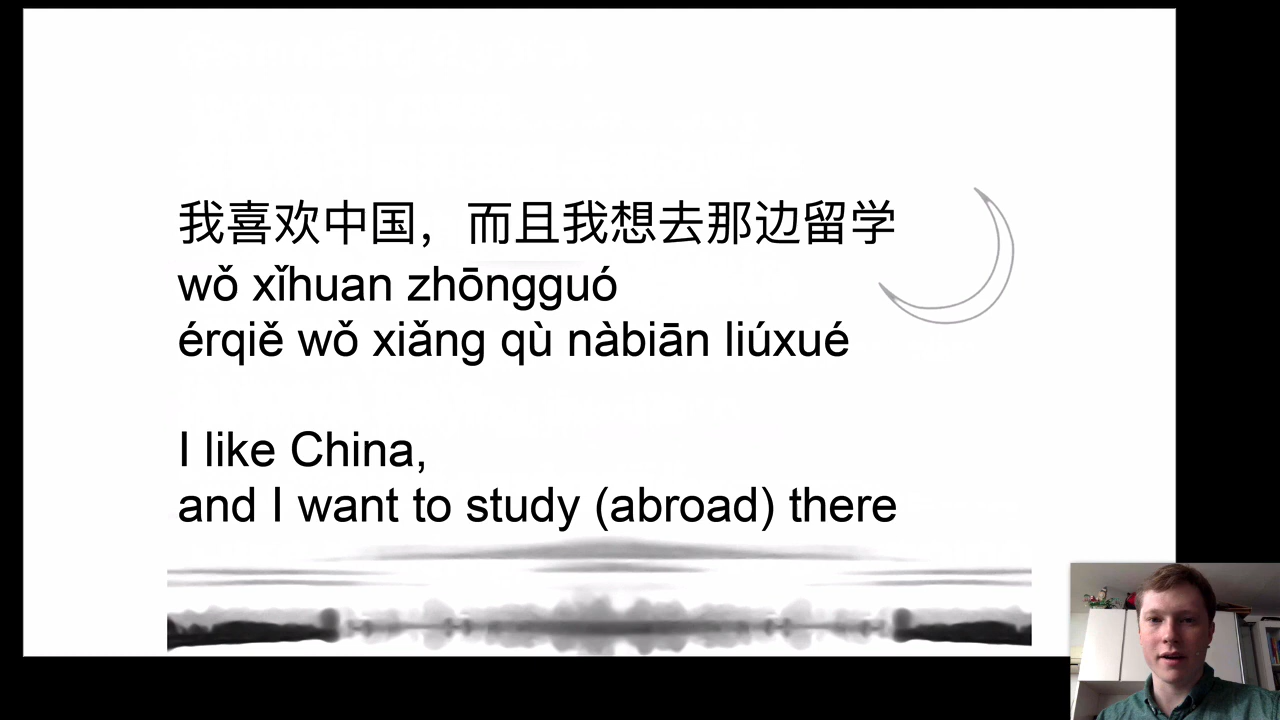 我喜欢中国，而且我想去那边留学
wǒ xǐhuan zhōngguó
érqiě wǒ xiǎng qù nàbiān liúxué
I like China,
and I want to study (abroad) there